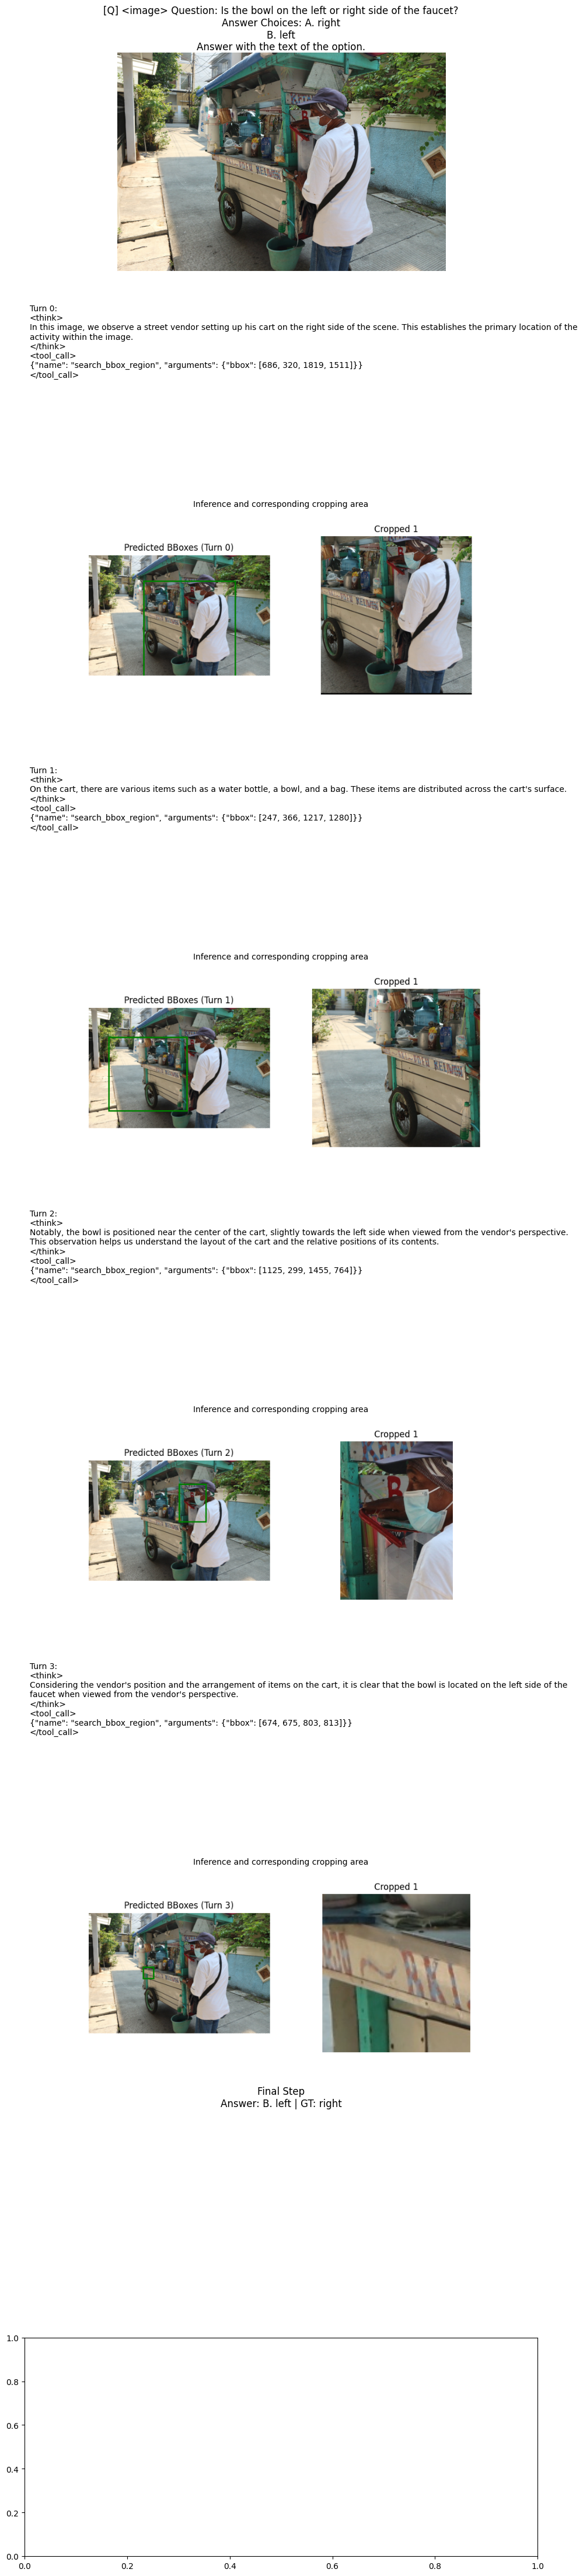 [Q] <image> Question: Is the bowl on the left or right side of the faucet?
Answer Choices: A. right
B. left
Answer with the text of the option.
Turn 0:
<think>
In this image, we observe a street vendor setting up his cart on the right side of the scene. This establishes the primary location of the
activity within the image.
</think>
<tool_call>
{"name": "search_bbox_region", "arguments": {"bbox": [686, 320, 1819, 1511]}}
</tool_call>
Inference and corresponding cropping area
Predicted BBoxes (Turn 0)
Cropped 1
Turn 1:
<think>
On the cart, there are various items such as a water bottle, a bowl, and a bag. These items are distributed across the cart's surface.
</think>
<tool_call>
{"name": "search_bbox_region", "arguments": {"bbox": [247, 366, 1217, 1280]}}
</tool_call>
Inference and corresponding cropping area
Predicted BBoxes (Turn 1)
Cropped 1
Turn 2:
<think>
Notably, the bowl is positioned near the center of the cart, slightly towards the left side when viewed from the vendor's perspective.
This observation helps us understand the layout of the cart and the relative positions of its contents.
</think>
<tool_call>
{"name": "search_bbox_region", "arguments": {"bbox": [1125, 299, 1455, 764]}}
</tool_call>
Inference and corresponding cropping area
Predicted BBoxes (Turn 2)
Cropped 1
B
Turn 3:
<think>
Considering the vendor's position and the arrangement of items on the cart, it is clear that the bowl is located on the left side of the
faucet when viewed from the vendor's perspective.
</think>
<tool_call>
{"name": "search_bbox_region", "arguments": {"bbox": [674, 675, 803, 813]}}
</tool_call>
Inference and corresponding cropping area
Predicted BBoxes (Turn 3)
Cropped 1
Final Step
Answer: B. left | GT: right
1.0
0.8
0.6
0.4
0.2
0.0
0.0 0.2 0.4 0.6 0.8 1.0